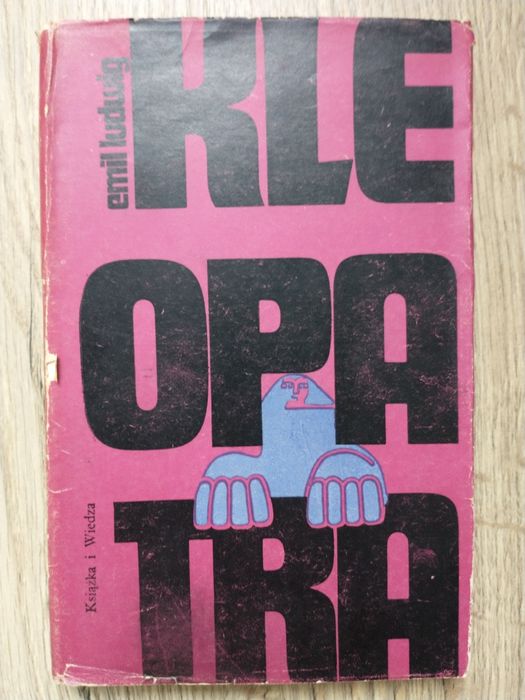 emil ludwig
KLE
OPA
TRA
Książka i Wiedza